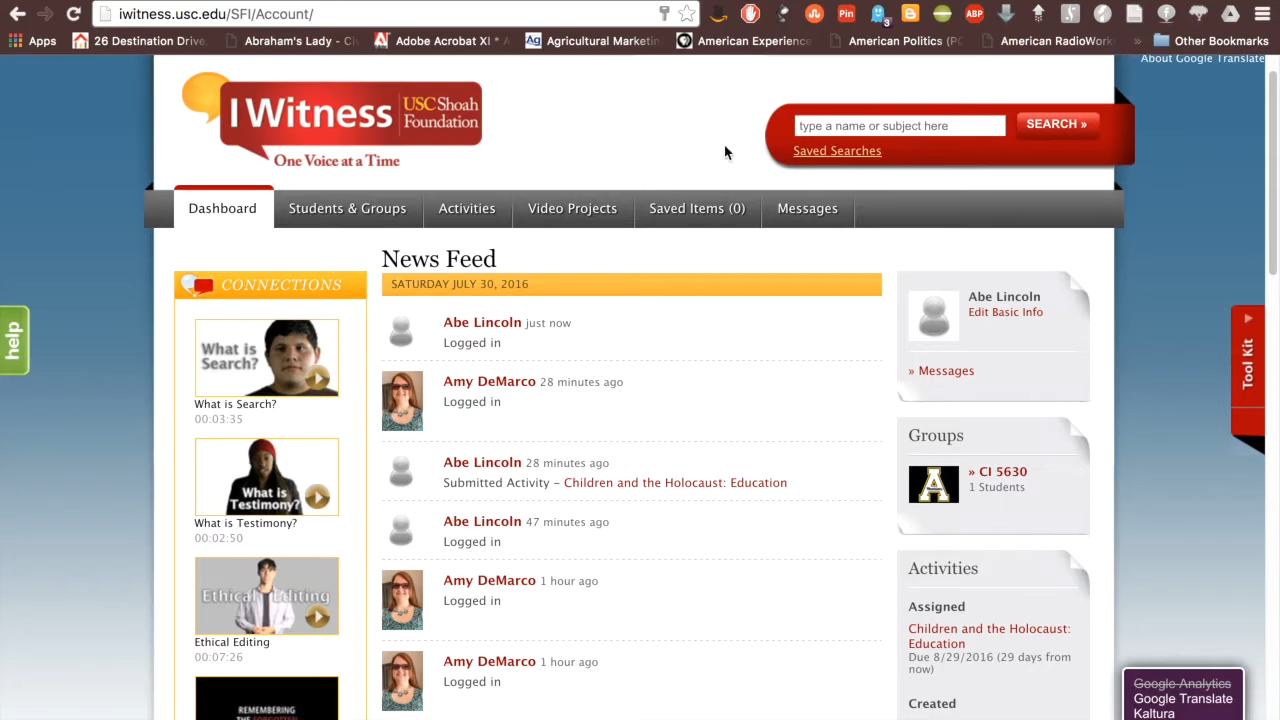 iwitness.usc.edu/SFI/Account/
Pin
3
ABP
Apps
26 Destination Drive,
Abraham's Lady - Civ
Adobe Acrobat XI *
Agricultural Marketi
American Experience
American Politics (PC
American RadioWork
»
Other Bookmarks
About Google Translate
IWitness
USC Shoah
Foundation
One Voice at a Time
type a name or subject here
SEARCH »
Saved Searches
Dashboard
Students & Groups
Activities
Video Projects
Saved Items (0)
Messages
help
CONNECTIONS
What is
Search?
What is Search?
00:03:35
What is
Testimony?
What is Testimony?
00:02:50
Ethical Editing
Ethical Editing
00:07:26
REMEMBERING
News Feed
SATURDAY JULY 30, 2016
Abe Lincoln just now
Logged in
Amy DeMarco 28 minutes ago
Logged in
Abe Lincoln 28 minutes ago
Submitted Activity – Children and the Holocaust: Education
Abe Lincoln 47 minutes ago
Logged in
Amy DeMarco 1 hour ago
Logged in
Amy DeMarco 1 hour ago
Logged in
Abe Lincoln
Edit Basic Info
» Messages
Groups
A
» CI 5630
1 Students
Activities
Assigned
Children and the Holocaust:
Education
Due 8/29/2016 (29 days from
now)
Created
Tool Kit
Google Analytics
Google Translate
Kaltura